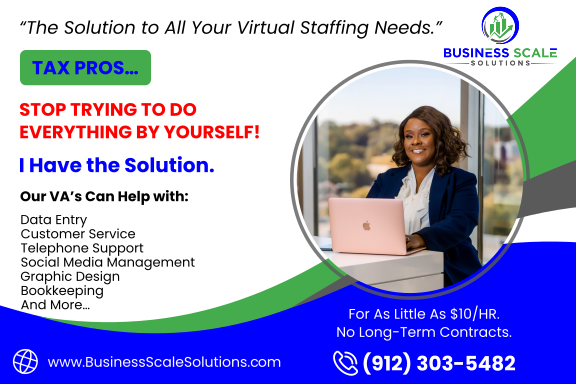 “The Solution to All Your Virtual Staffing Needs.”
BUSINESS SCALE
SOLUTIONS
TAX PROS...
STOP TRYING TO DO
EVERYTHING BY YOURSELF!
I Have the Solution.
Our VA’s Can Help with:
Data Entry
Customer Service
Telephone Support
Social Media Management
Graphic Design
Bookkeeping
And More...
For As Little As $10/HR.
No Long-Term Contracts.
www.BusinessScaleSolutions.com
(912) 303-5482